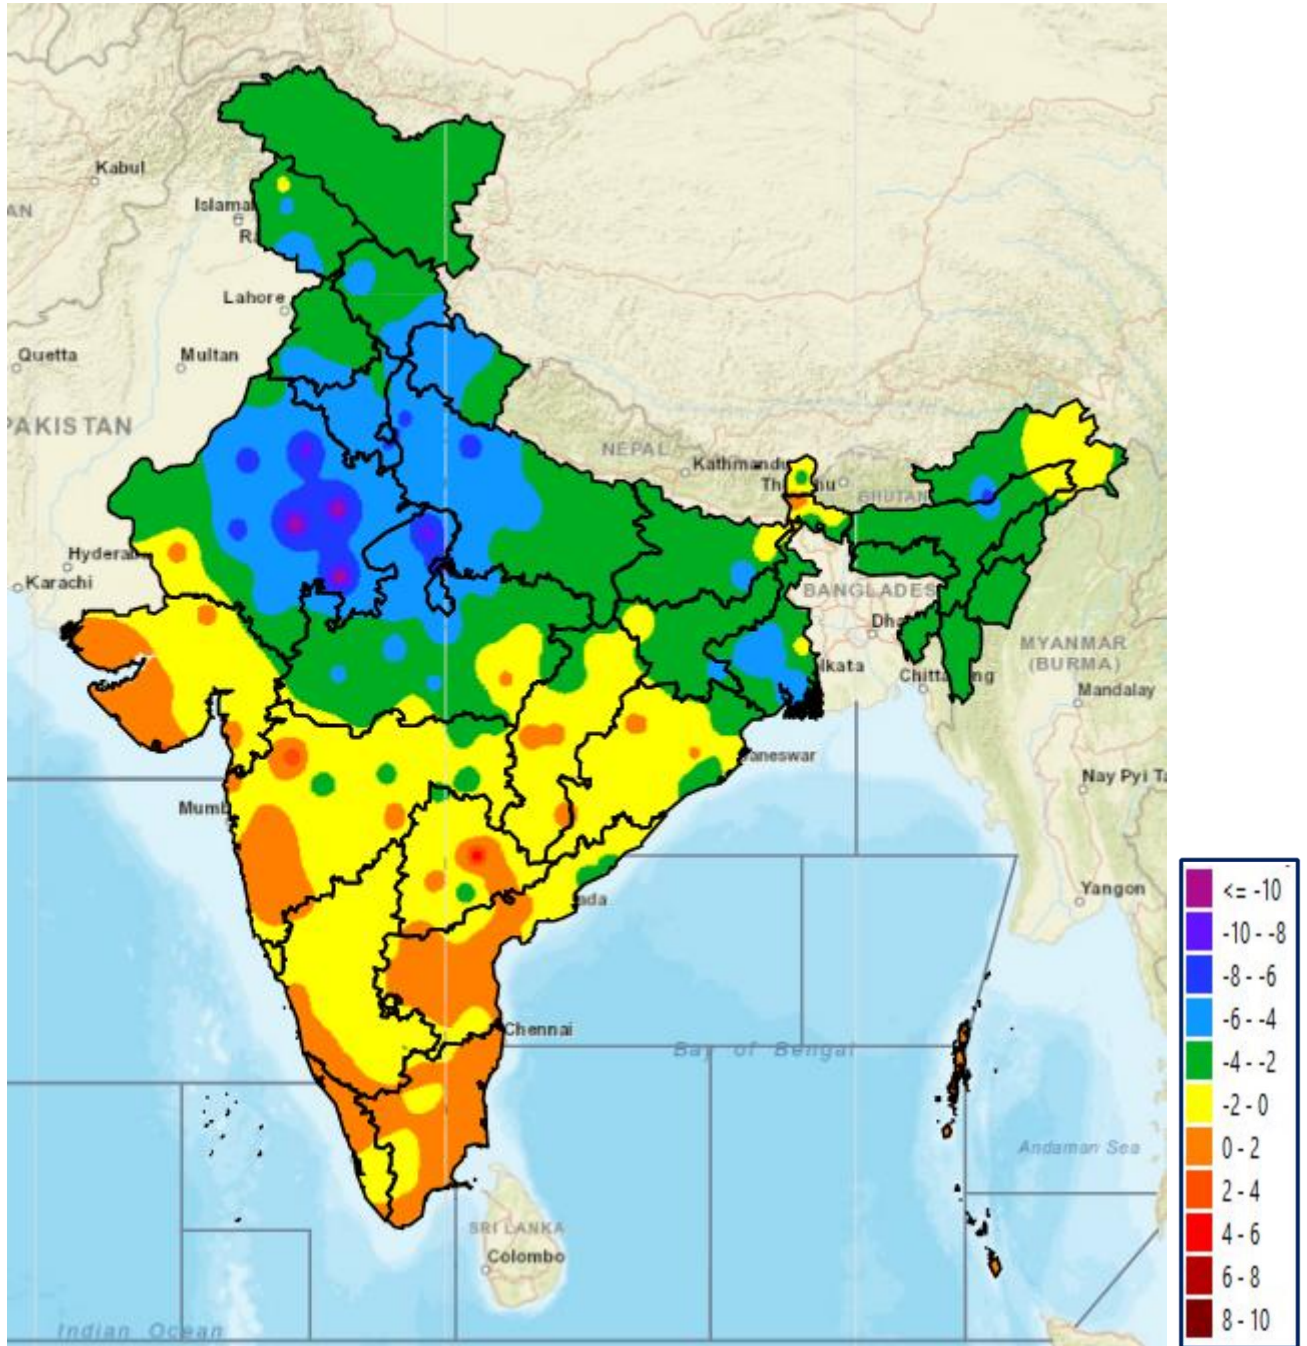 Kabul
Islama
AN
R
Lahore
Quetta
Multan
PAKISTAN
NEPAL
Kathmandu
Thi
hu
BHUTAN
Hyderab
Karachi
BANGLADES
Dha
MYANMAR
(BURMA)
lkata
Chitta
ng
Mandalay
aneswar
Nay Pyi Ta
Mumb
Yangon
ada
Chennai
Bay of Bengal
Andaman Sea
SRI LANKA
Colombo
Indian Ocean
<= -10
-10 - -8
-8 - -6
-6 - -4
-4 - -2
-2 - 0
0 - 2
2 - 4
4 - 6
6 - 8
8 - 10